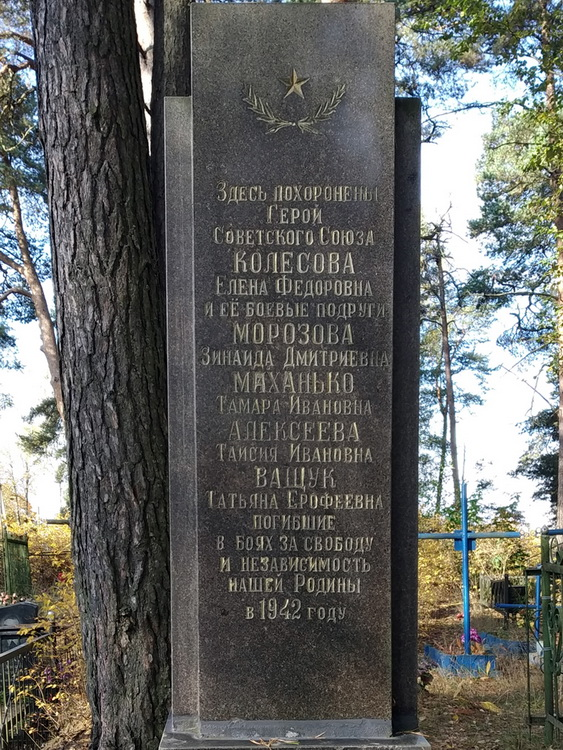 Здесь похоронены
Герой
Советского Союза
КОЛЕСОВА
Елена Федоровна
и её боевые подруги
МОРОЗОВА
Зинаида Дмитриевна
МАХАНЬКО
Тамара Ивановна
АЛЕКСЕЕВА
Таисия Ивановна
ВАЩУК
Татьяна Ерофеевна
погибшие
в боях за свободу
и независимость
нашей Родины
в 1942 году